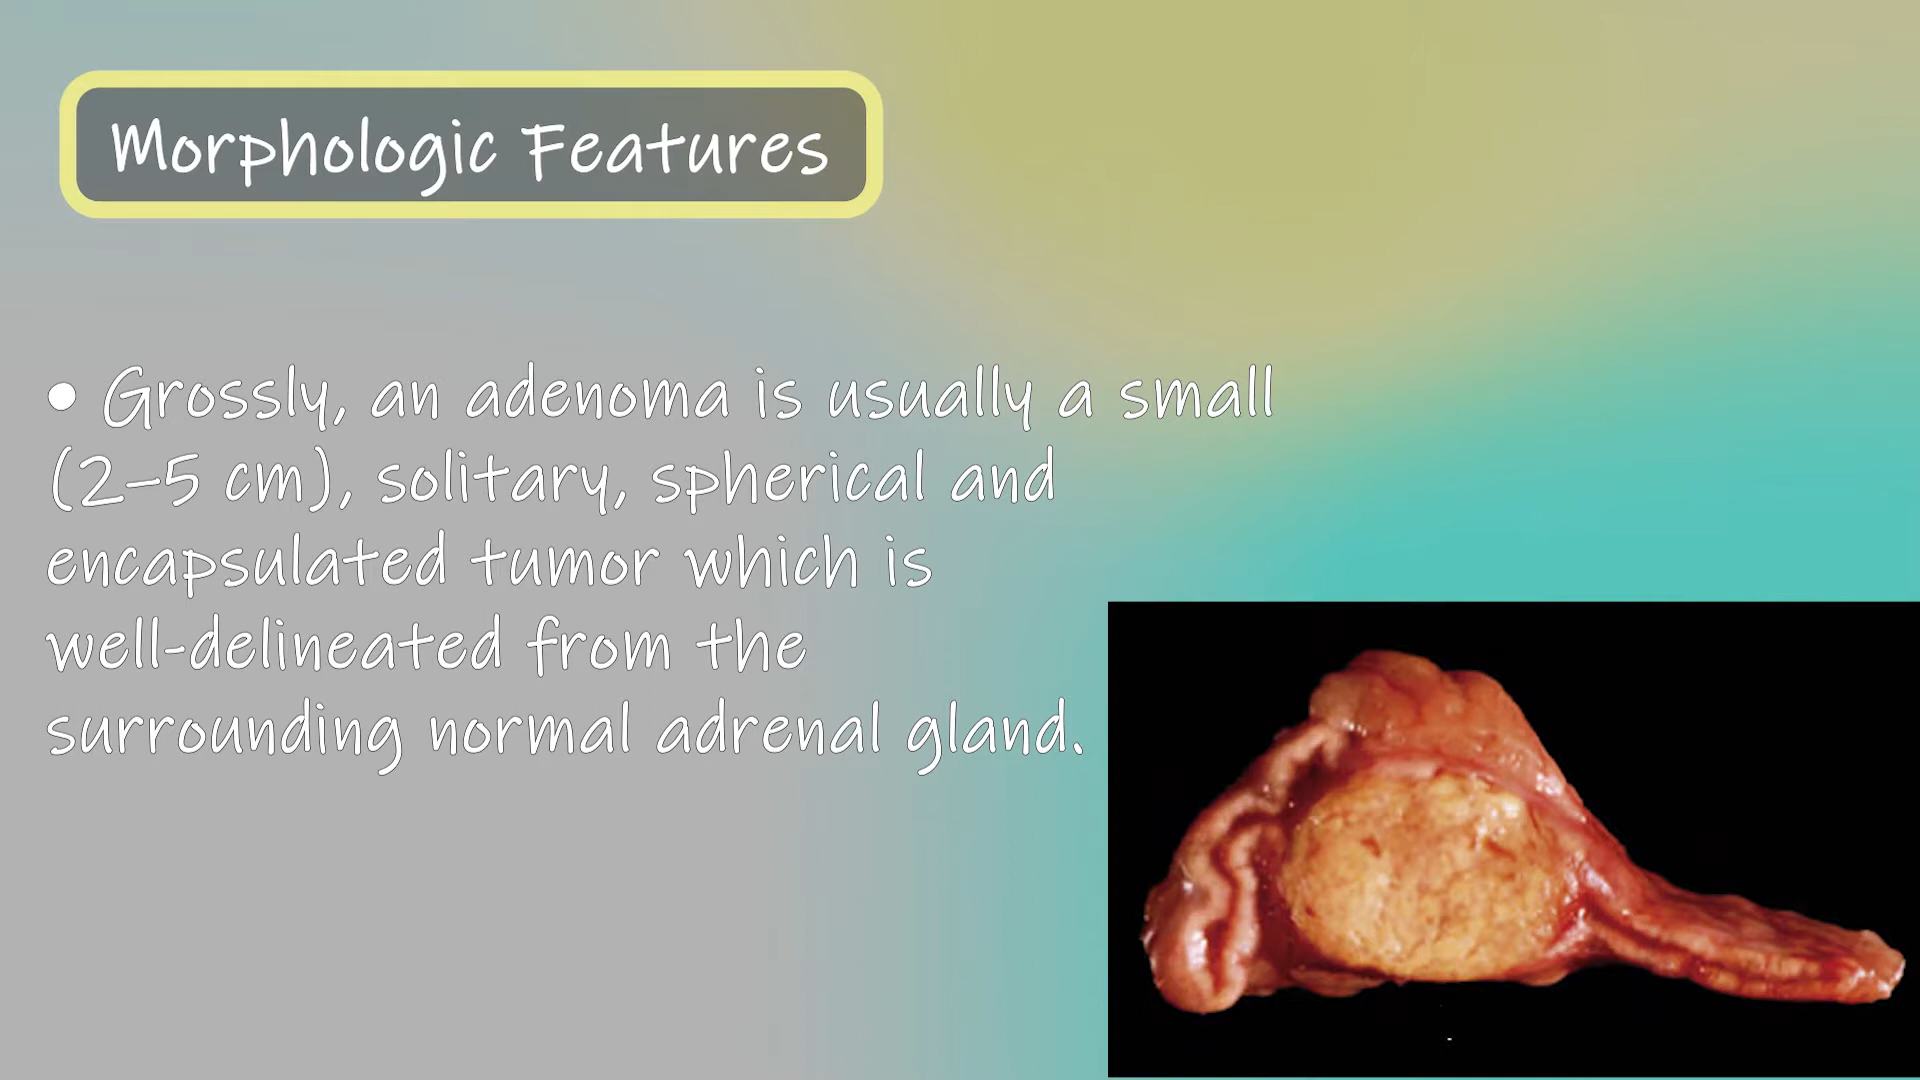 Morphologic Features
• Grossly, an adenoma is usually a small
(2–5 cm), solitary, spherical and
encapsulated tumor which is
well-delineated from the
surrounding normal adrenal gland.